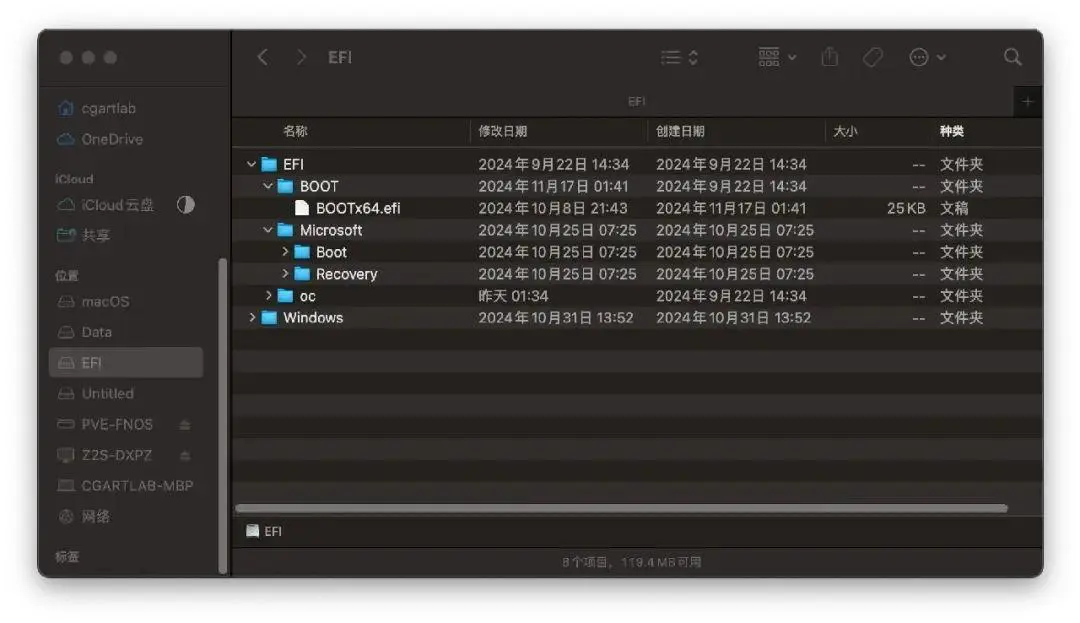 EFI
cgartlab
OneDrive
iCloud
iCloud云盘
共享
位置
macOS
Data
EFI
Untitled
PVE-FNOS
Z2S-DXPZ
CGARTLAB-MBP
网络
标签
EFI
名称 修改日期 创建日期 大小 种类
EFI 2024年9月22日 14:34 2024年9月22日 14:34 -- 文件夹
BOOT 2024年11月17日 01:41 2024年9月22日 14:34 -- 文件夹
BOOTx64.efi 2024年10月8日 21:43 2024年11月17日 01:41 25 KB 文稿
Microsoft 2024年10月25日 07:25 2024年10月25日 07:25 -- 文件夹
Boot 2024年10月25日 07:25 2024年10月25日 07:25 -- 文件夹
Recovery 2024年10月25日 07:25 2024年10月25日 07:25 -- 文件夹
oc 昨天 01:34 2024年9月22日 14:34 -- 文件夹
Windows 2024年10月31日 13:52 2024年10月31日 13:52 -- 文件夹
EFI
8个项目，119.4 MB可用